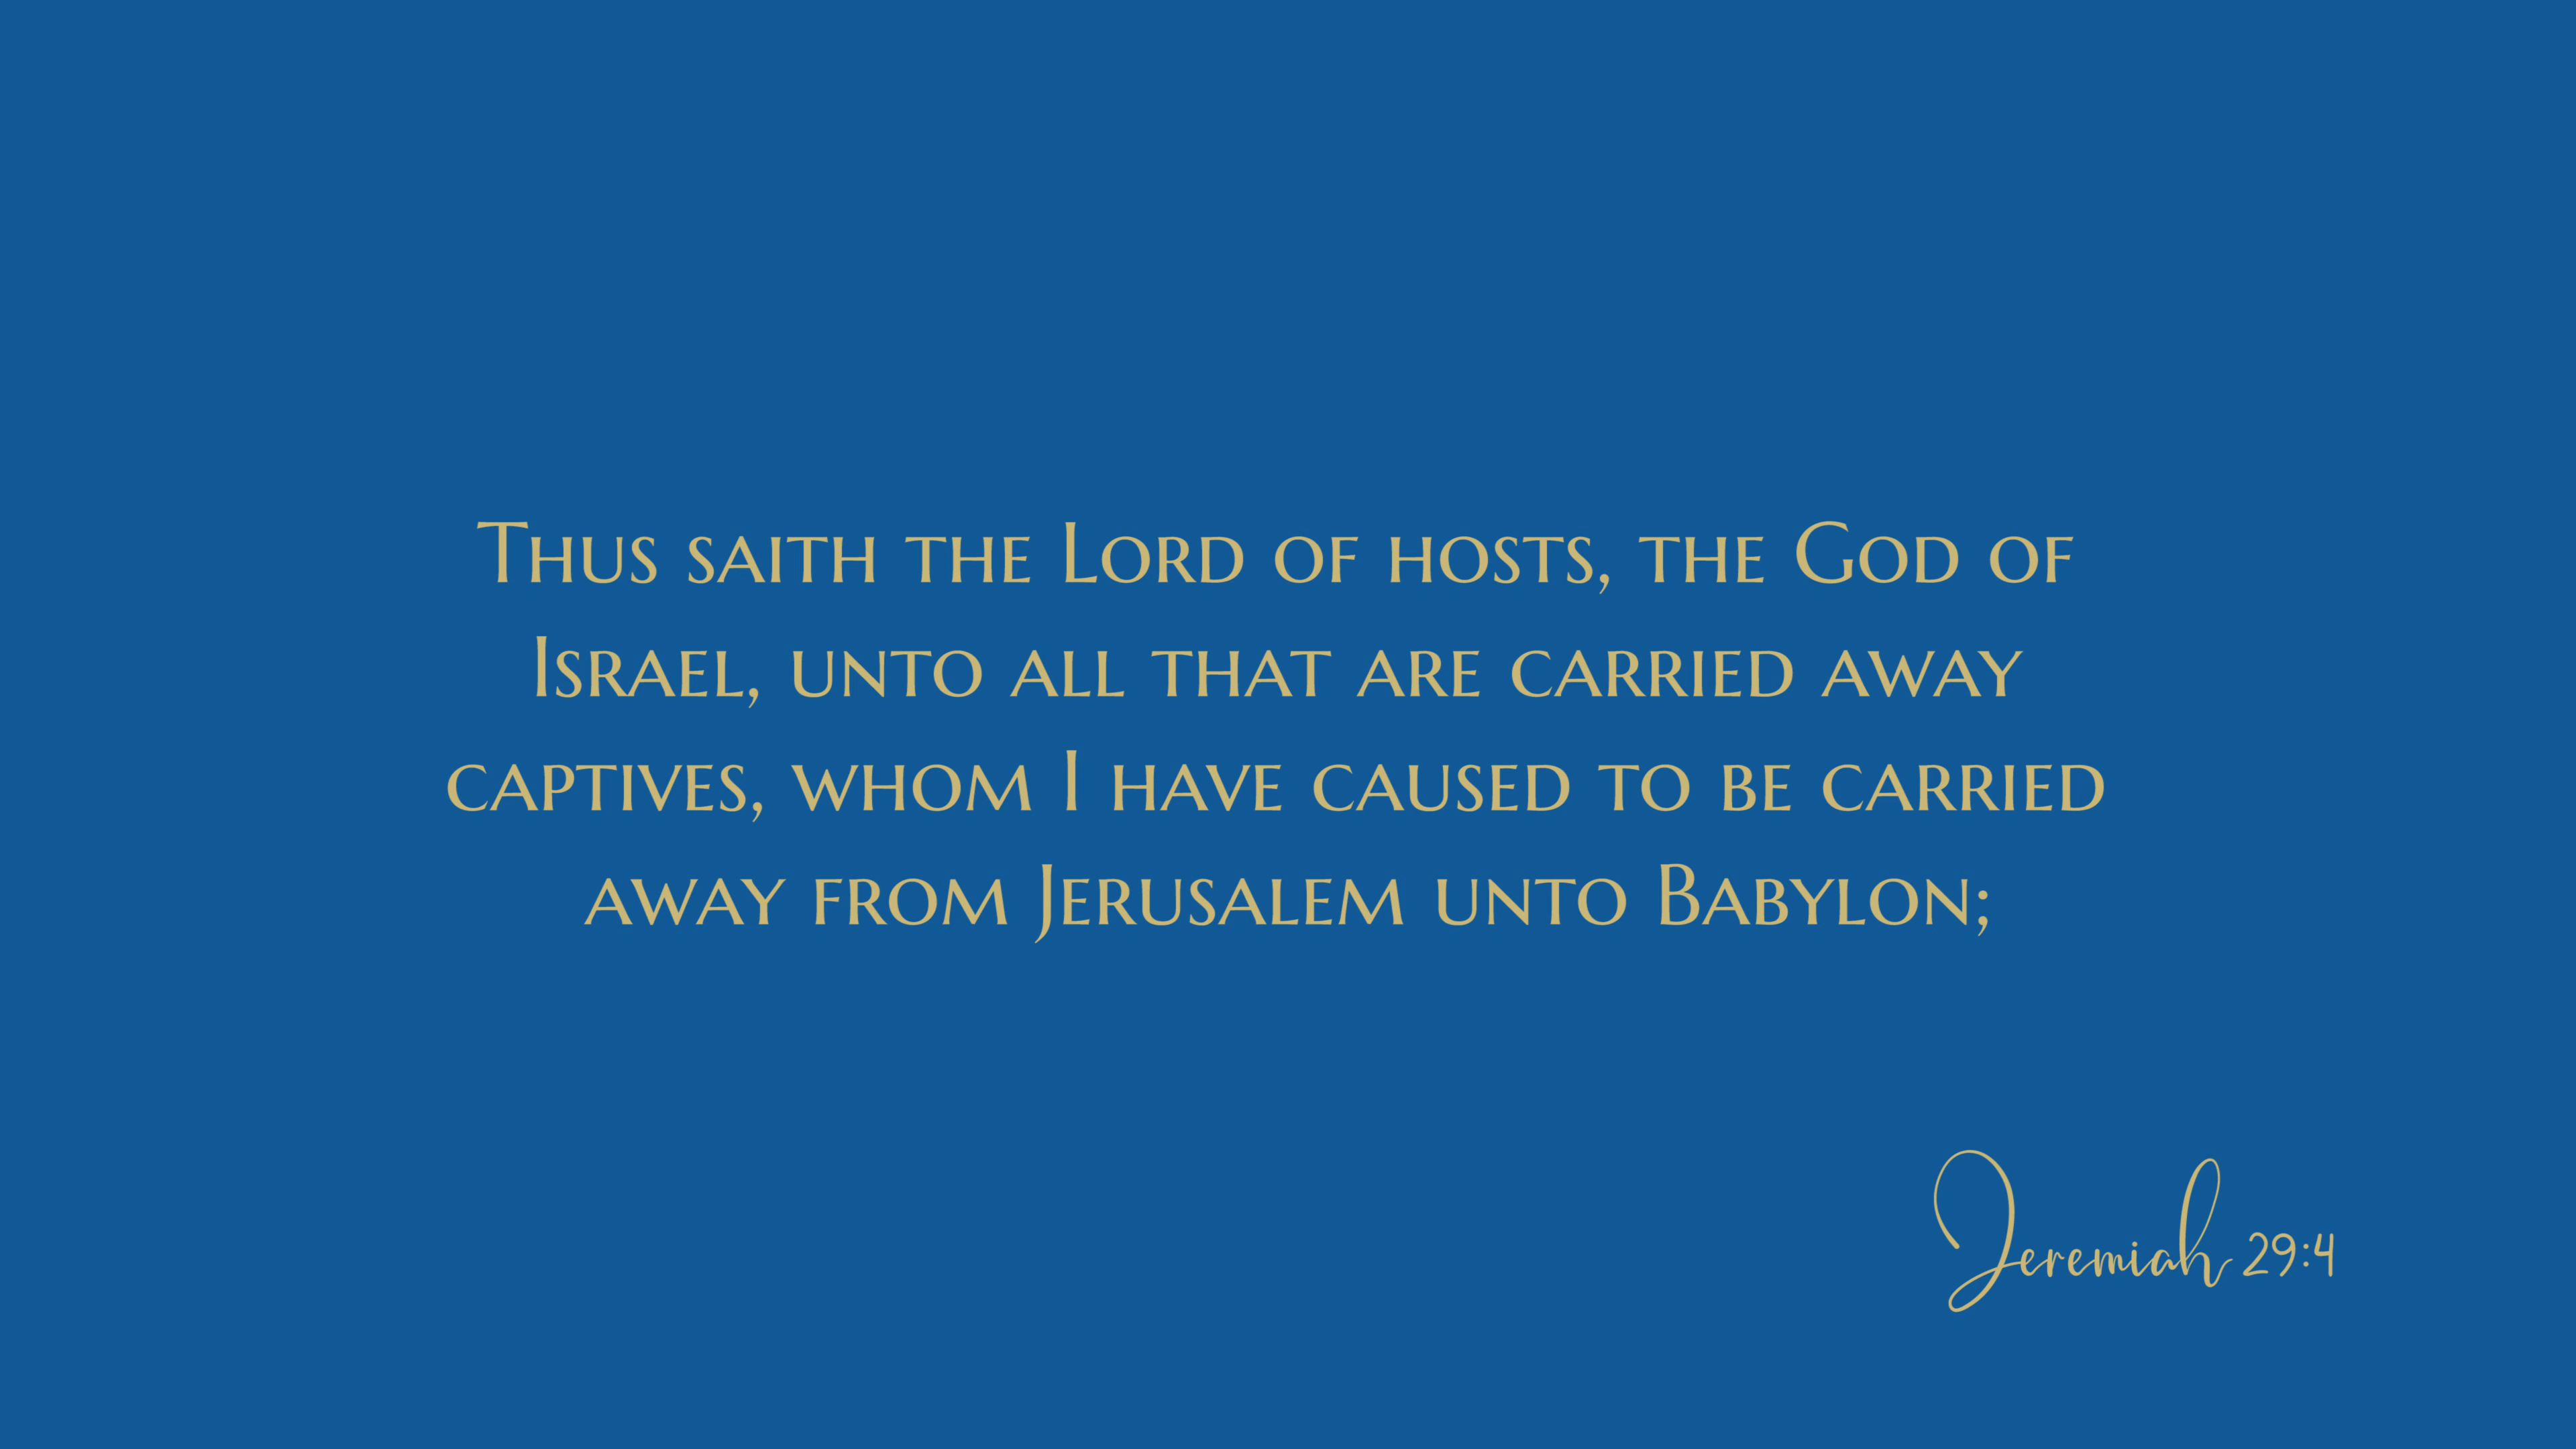 Thus saith the Lord of hosts, the God of
Israel, unto all that are carried away
captives, whom I have caused to be carried
away from Jerusalem unto Babylon;
Jeremiah 29:4